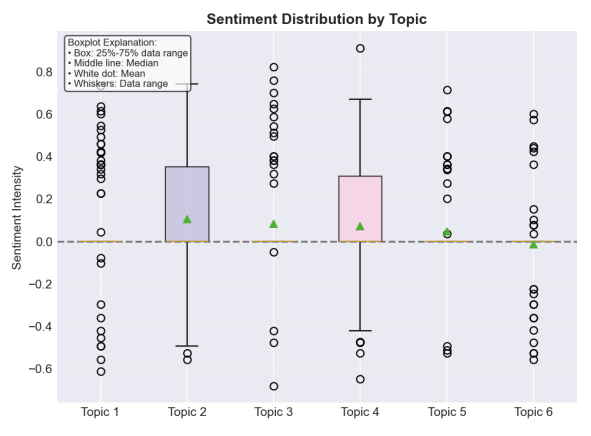 Sentiment Distribution by Topic
Boxplot Explanation:
• Box: 25%-75% data range
• Middle line: Median
• White dot: Mean
• Whiskers: Data range
Sentiment Intensity
0.8
0.6
0.4
0.2
0.0
−0.2
−0.4
−0.6
Topic 1 Topic 2 Topic 3 Topic 4 Topic 5 Topic 6